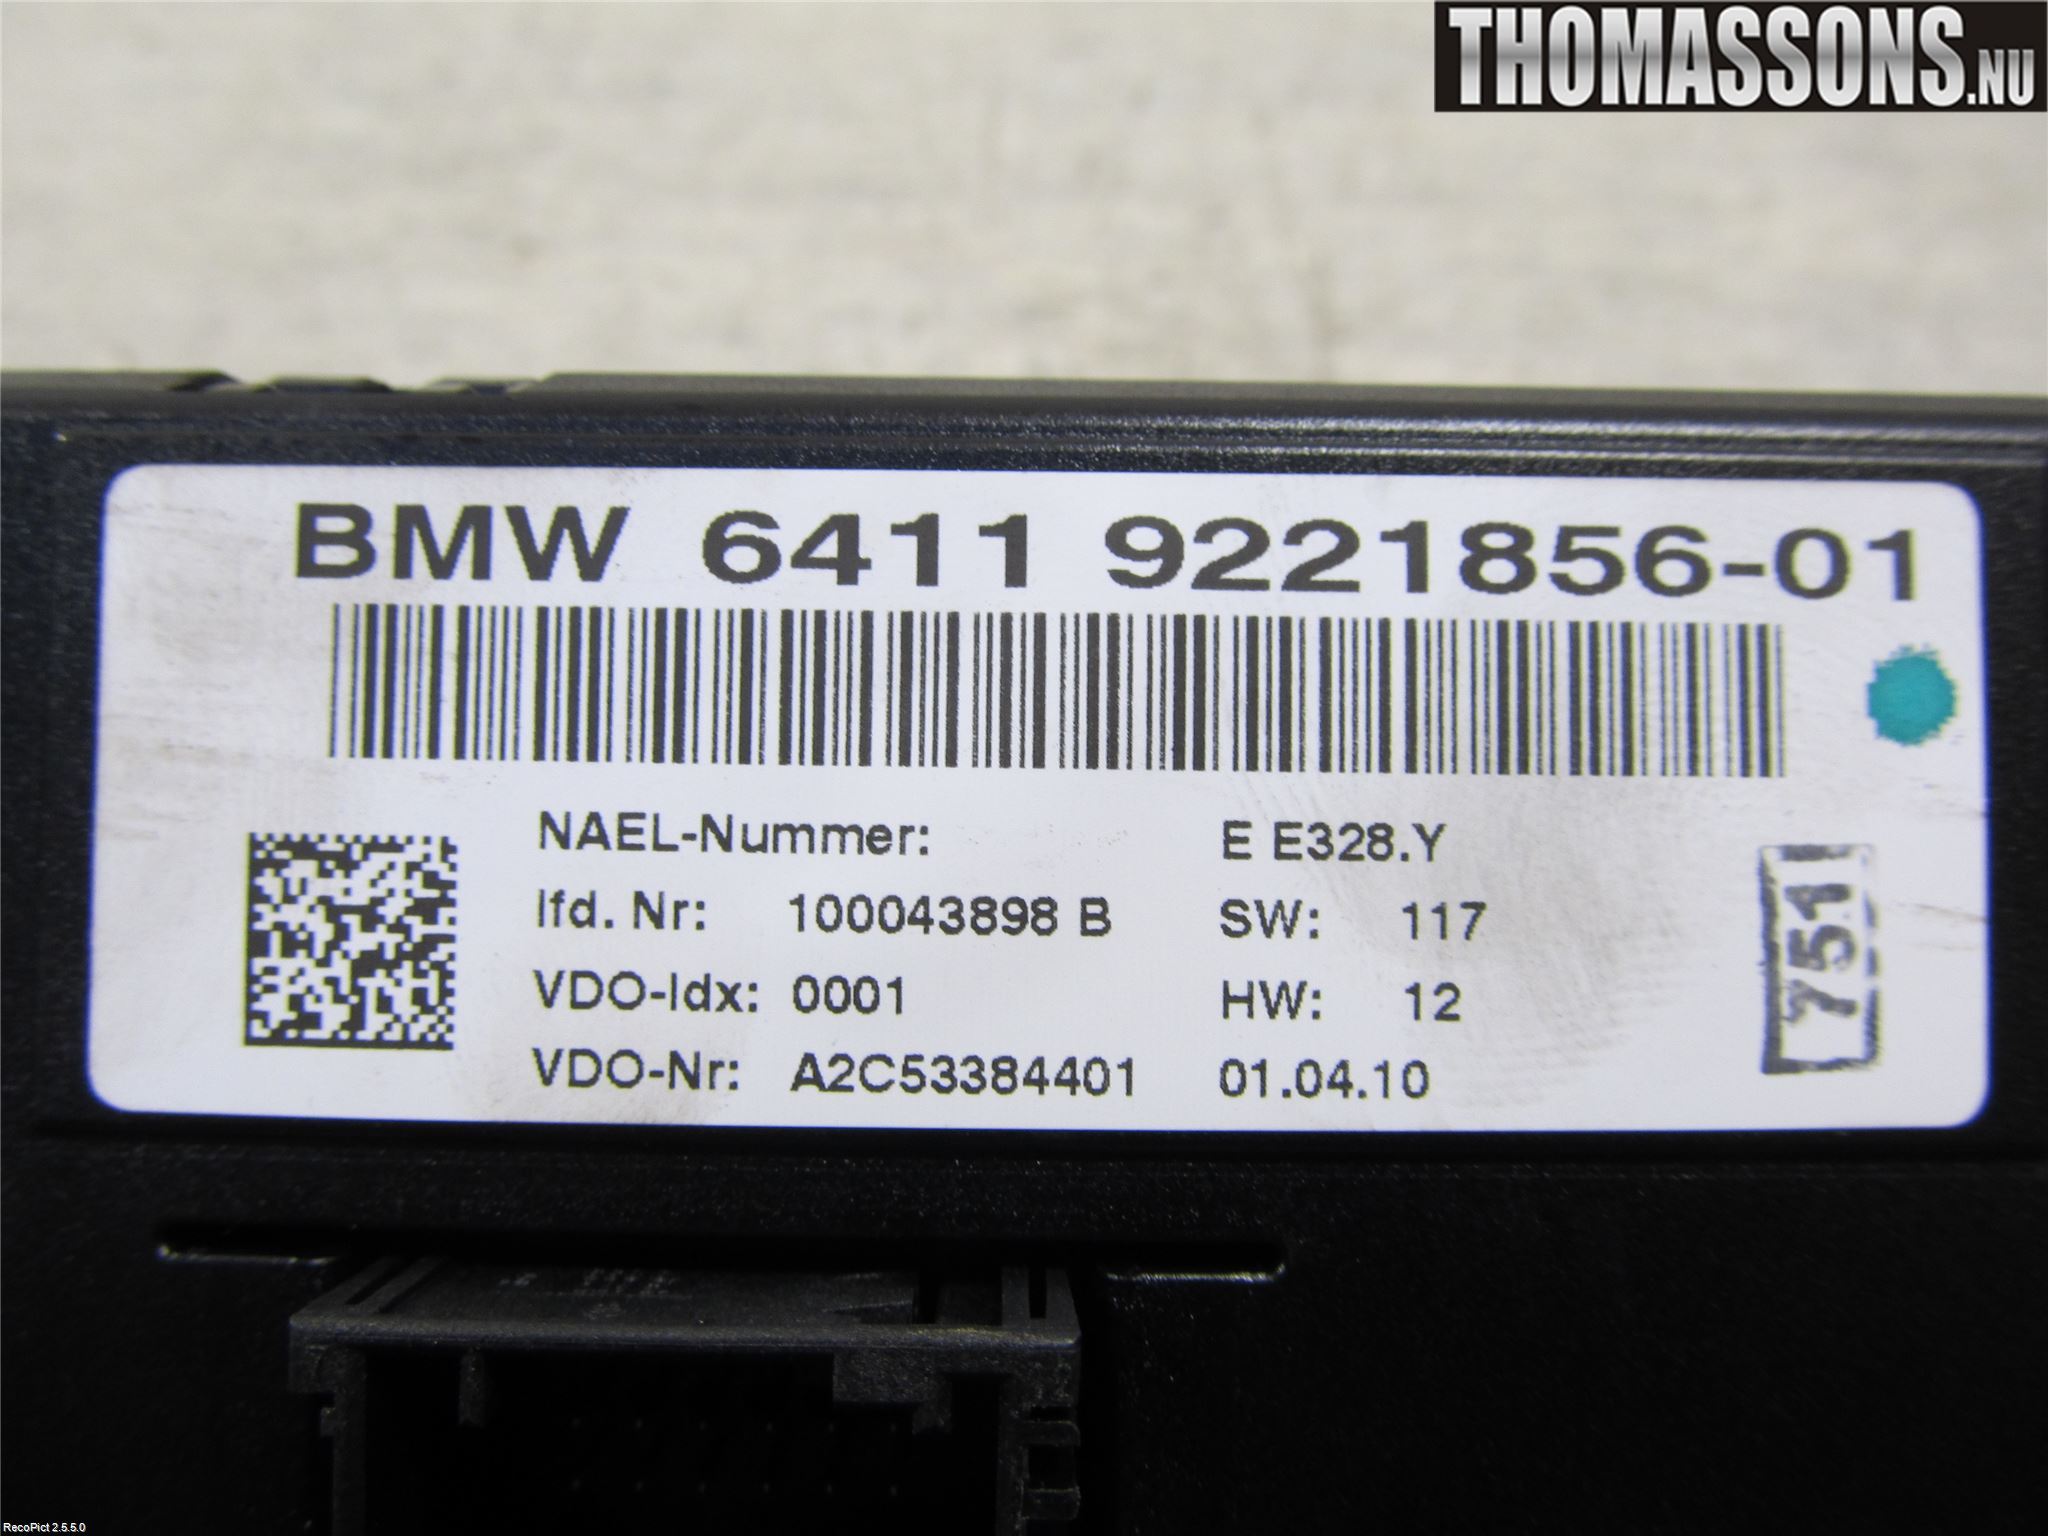 THOMASSONS.NU
BMW 6411 9221856-01
NAEL-Nummer: E E328.Y
lfd. Nr: 100043898 B SW: 117
VDO-Idx: 0001 HW: 12
VDO-Nr: A2C53384401 01.04.10
751
RecoPict 2.5.5.0